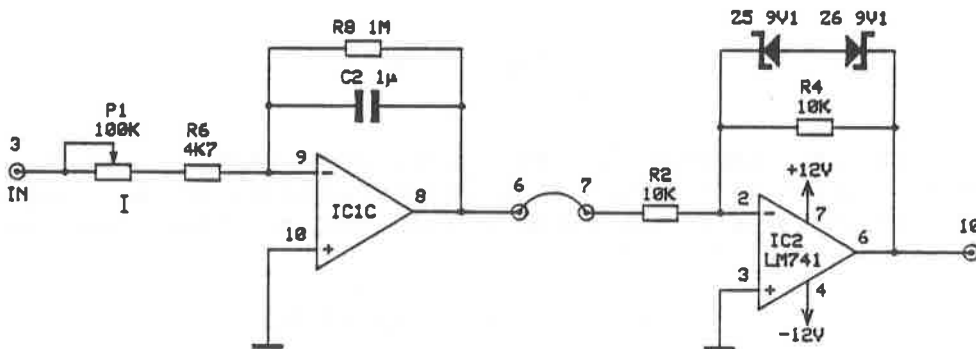 Z5 9V1
Z6 9V1
R8 1M
C2 1µ
R4
10K
P1
100K
R6
4K7
3
IN
I
9
−
8
IC1C
10
+
6
7
R2
10K
+12V
2
−
7
IC2
LM741
6
10
3
+
4
-12V